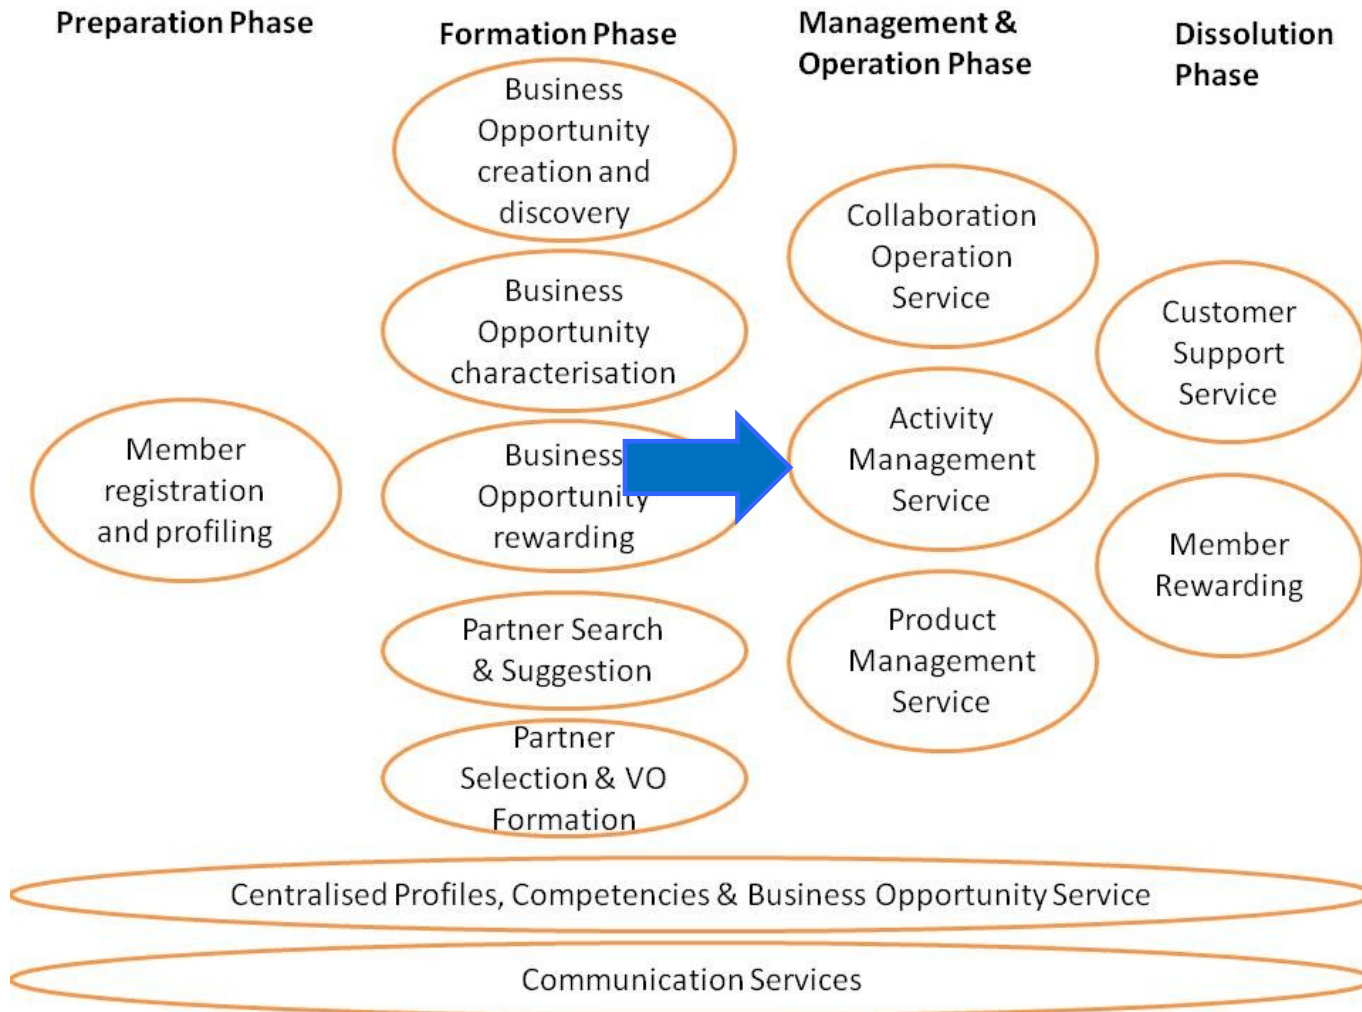 Preparation Phase
Formation Phase
Management &
Operation Phase
Dissolution
Phase
Member
registration
and profiling
Business
Opportunity
creation and
discovery
Business
Opportunity
characterisation
Business
Opportunity
rewarding
Partner Search
& Suggestion
Partner
Selection & VO
Formation
Collaboration
Operation
Service
Activity
Management
Service
Product
Management
Service
Customer
Support
Service
Member
Rewarding
Centralised Profiles, Competencies & Business Opportunity Service
Communication Services